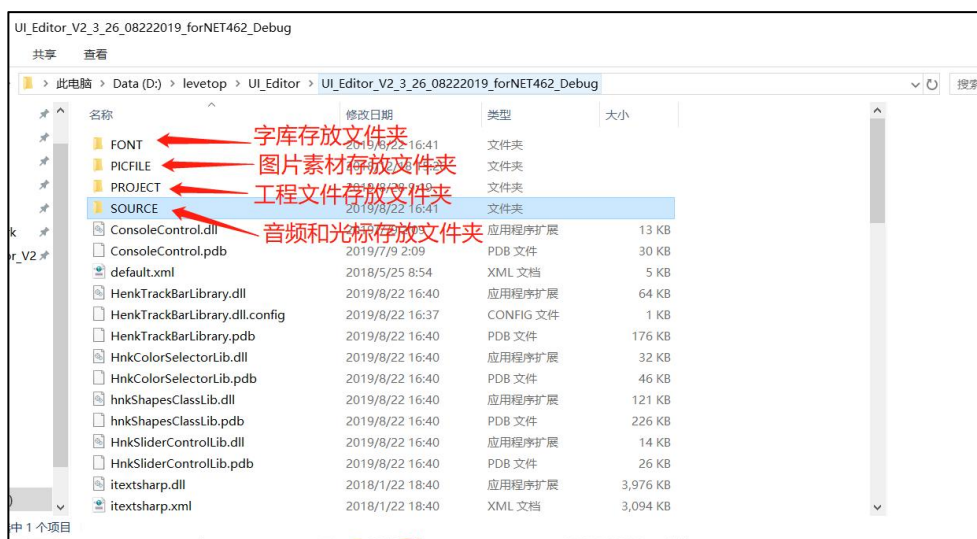 UI_Editor_V2_3_26_08222019_forNET462_Debug
共享 查看
此电脑 > Data (D:) > levetop > UI_Editor > UI_Editor_V2_3_26_08222019_forNET462_Debug 搜索
名称 修改日期 类型 大小
FONT 字库存放文件夹 2019/8/22 16:41 文件夹
PICFILE 图片素材存放文件夹 文件夹
PROJECT 工程文件存放文件夹 文件夹
SOURCE 2019/8/22 16:41 文件夹
ConsoleControl.dll 音频和光标存放文件夹 2019/7/9 2:09 应用程序扩展 13 KB
ConsoleControl.pdb 2019/7/9 2:09 PDB 文件 30 KB
default.xml 2018/5/25 8:54 XML 文档 5 KB
or_V2
HenkTrackBarLibrary.dll 2019/8/22 16:40 应用程序扩展 64 KB
HenkTrackBarLibrary.dll.config 2019/8/22 16:37 CONFIG 文件 1 KB
HenkTrackBarLibrary.pdb 2019/8/22 16:40 PDB 文件 176 KB
HnkColorSelectorLib.dll 2019/8/22 16:40 应用程序扩展 32 KB
HnkColorSelectorLib.pdb 2019/8/22 16:40 PDB 文件 46 KB
hnkShapesClassLib.dll 2019/8/22 16:40 应用程序扩展 121 KB
hnkShapesClassLib.pdb 2019/8/22 16:40 PDB 文件 226 KB
HnkSliderControlLib.dll 2019/8/22 16:40 应用程序扩展 14 KB
HnkSliderControlLib.pdb 2019/8/22 16:40 PDB 文件 26 KB
itextsharp.dll 2018/1/22 18:40 应用程序扩展 3,976 KB
itextsharp.xml 2018/1/22 18:40 XML 文档 3,094 KB
中 1 个项目